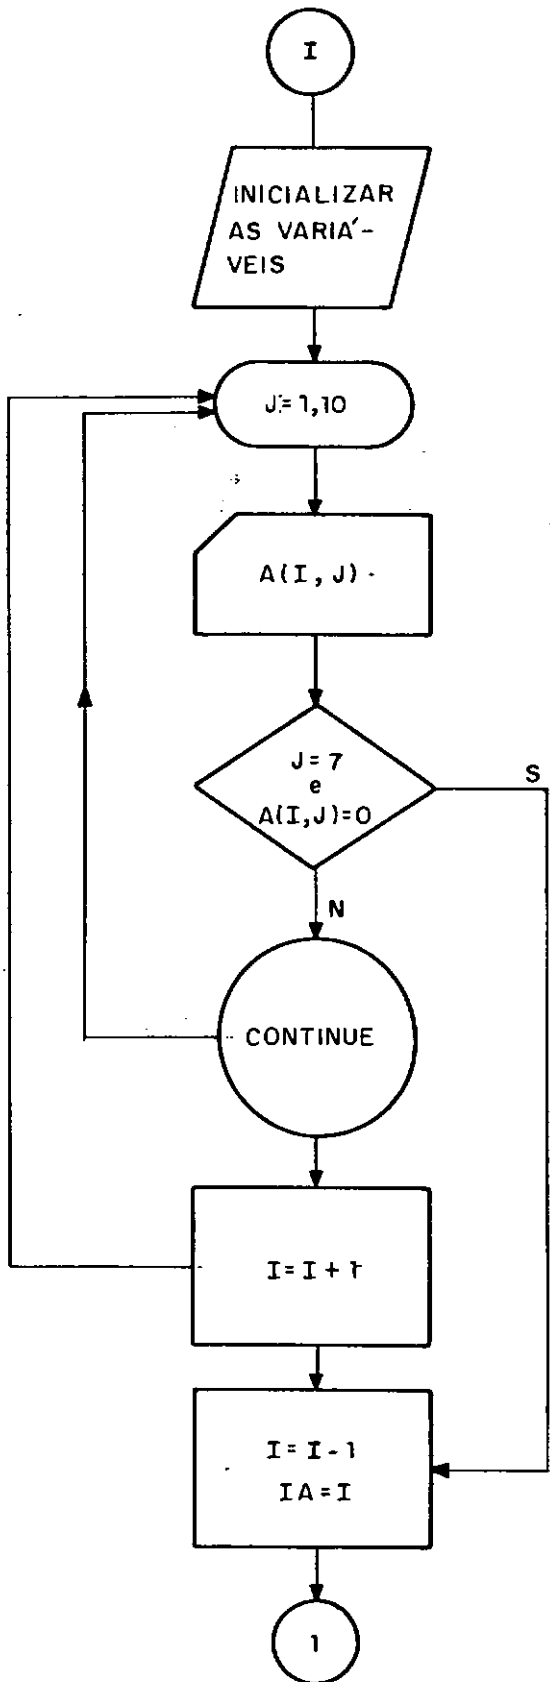 I
INICIALIZAR
AS VARIÁ-
VEIS
J = 1,10
A(I, J)
J = 7
e
A(I,J)=0
S
N
CONTINUE
I = I + 1
I = I - 1
IA = I
1